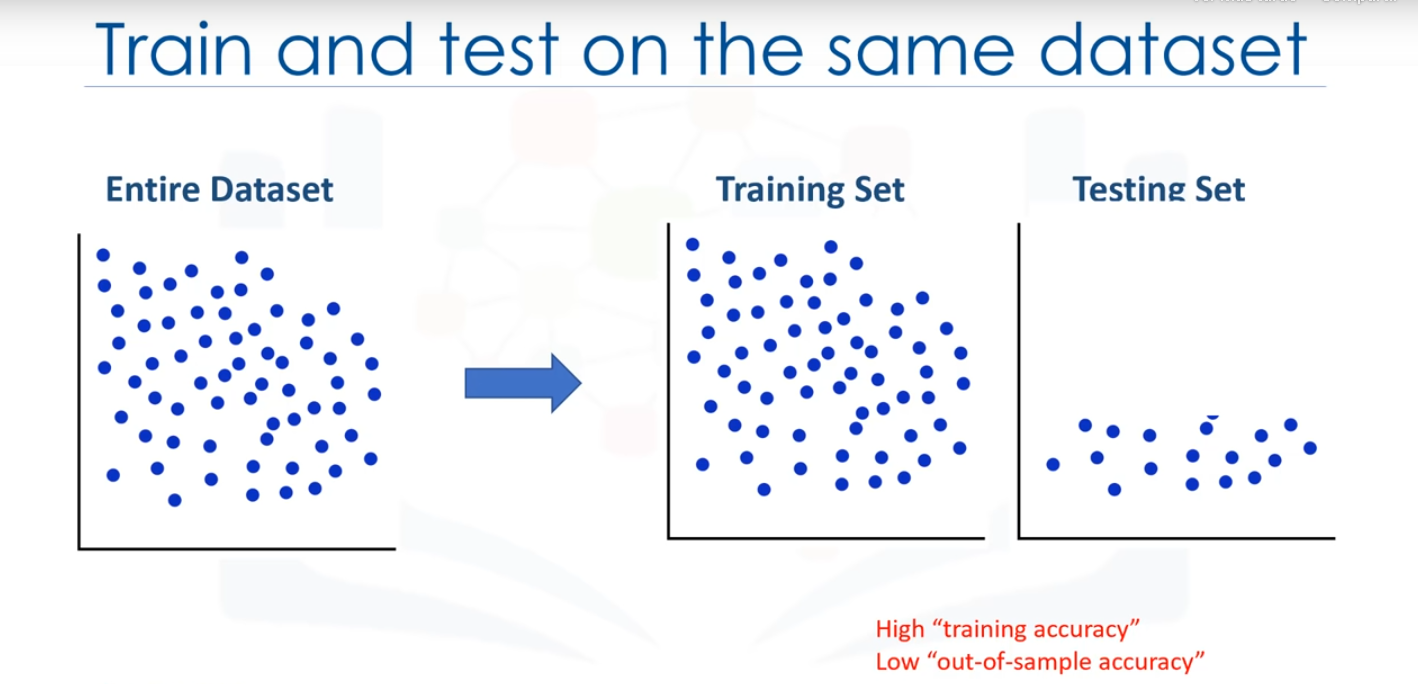 Train and test on the same dataset
Entire Dataset
Training Set
Testing Set
High “training accuracy”
Low “out-of-sample accuracy”